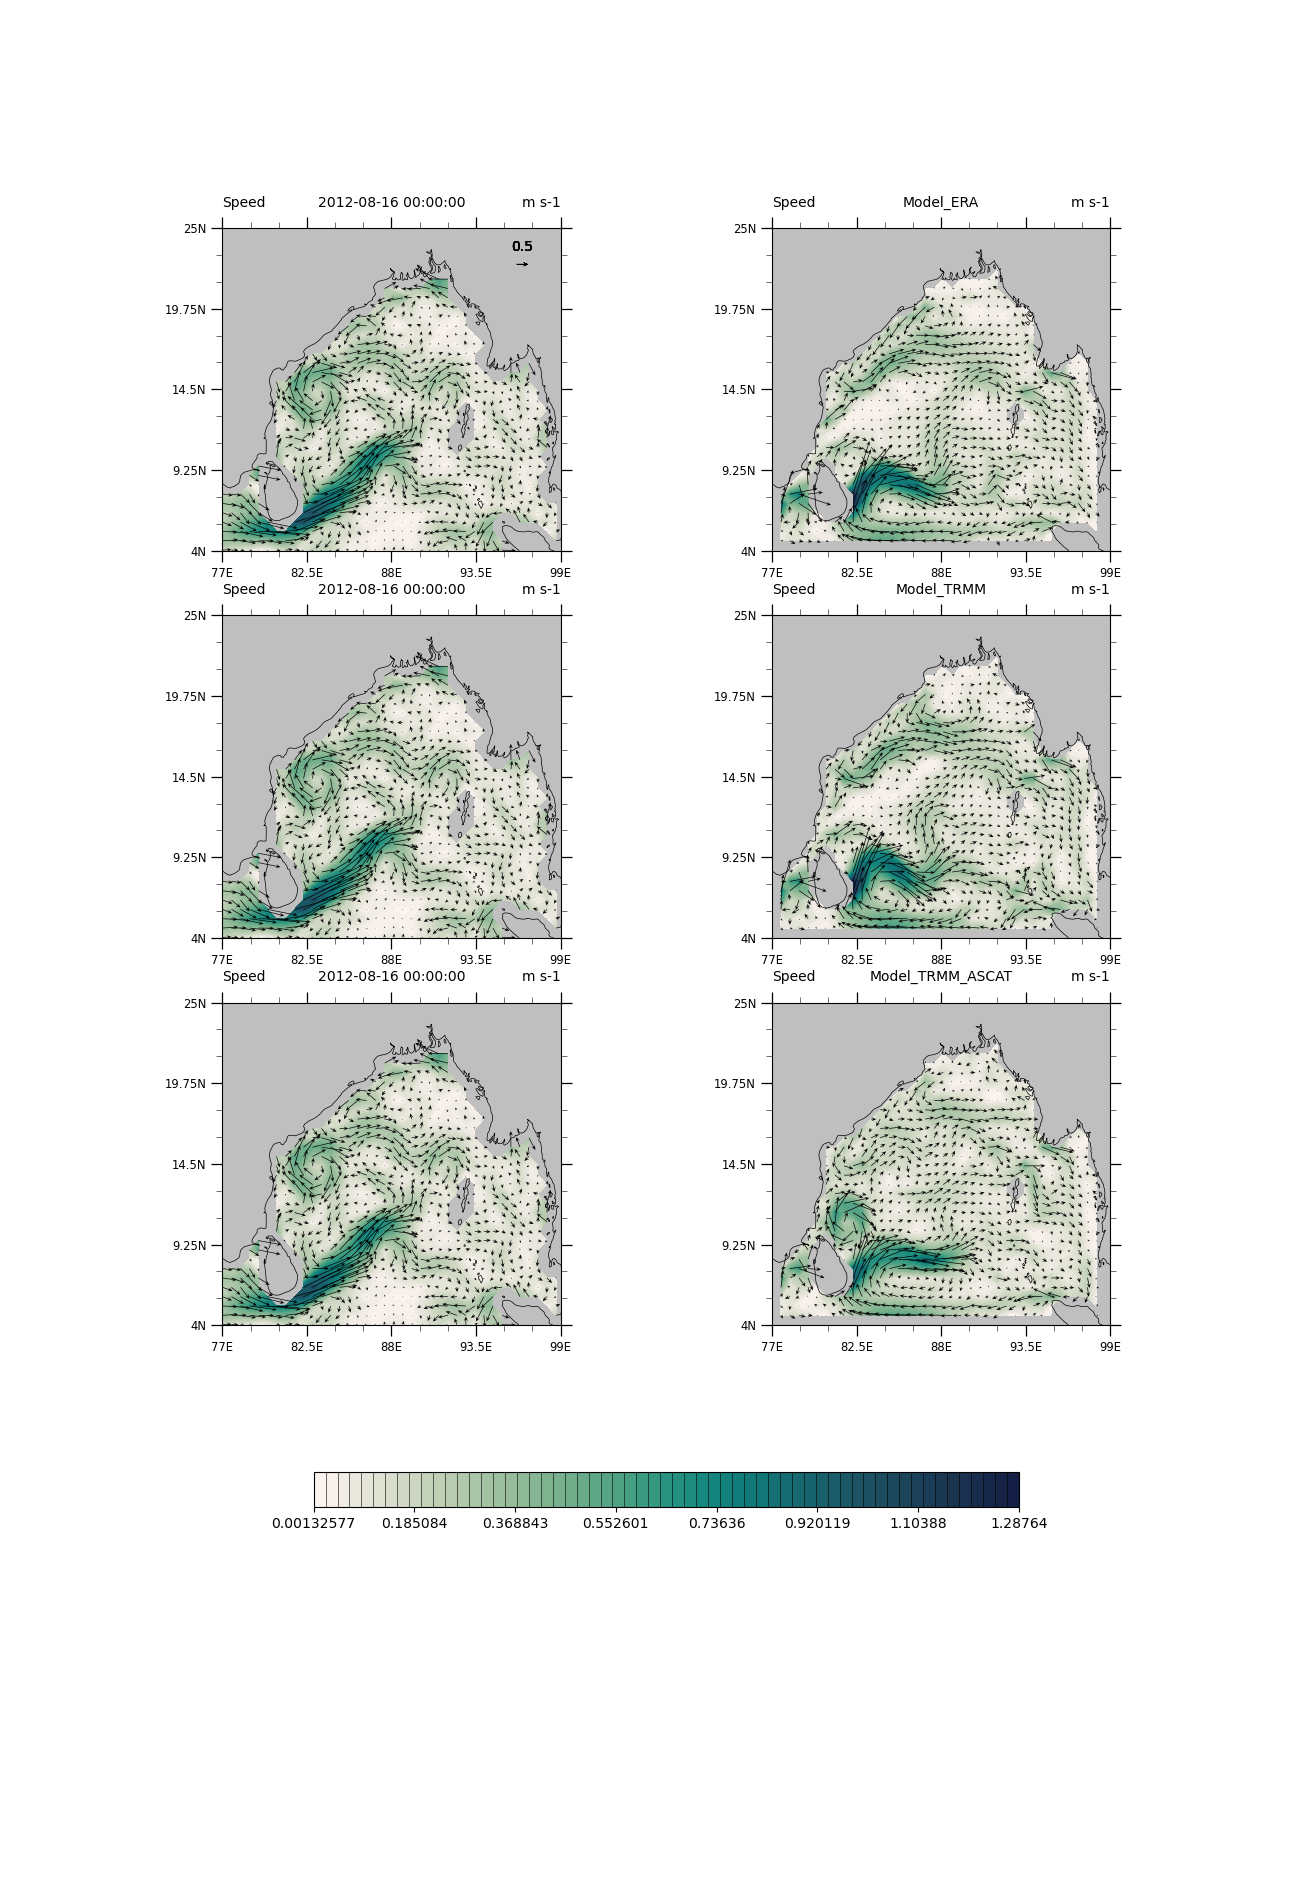 Speed 2012-08-16 00:00:00 m s-1
Speed Model_ERA m s-1
25N
19.75N
14.5N
9.25N
4N
0.5
77E 82.5E 88E 93.5E 99E
25N
19.75N
14.5N
9.25N
4N
77E 82.5E 88E 93.5E 99E
Speed 2012-08-16 00:00:00 m s-1
Speed Model_TRMM m s-1
25N
19.75N
14.5N
9.25N
4N
77E 82.5E 88E 93.5E 99E
25N
19.75N
14.5N
9.25N
4N
77E 82.5E 88E 93.5E 99E
Speed 2012-08-16 00:00:00 m s-1
Speed Model_TRMM_ASCAT m s-1
25N
19.75N
14.5N
9.25N
4N
77E 82.5E 88E 93.5E 99E
25N
19.75N
14.5N
9.25N
4N
77E 82.5E 88E 93.5E 99E
0.00132577 0.185084 0.368843 0.552601 0.73636 0.920119 1.10388 1.28764